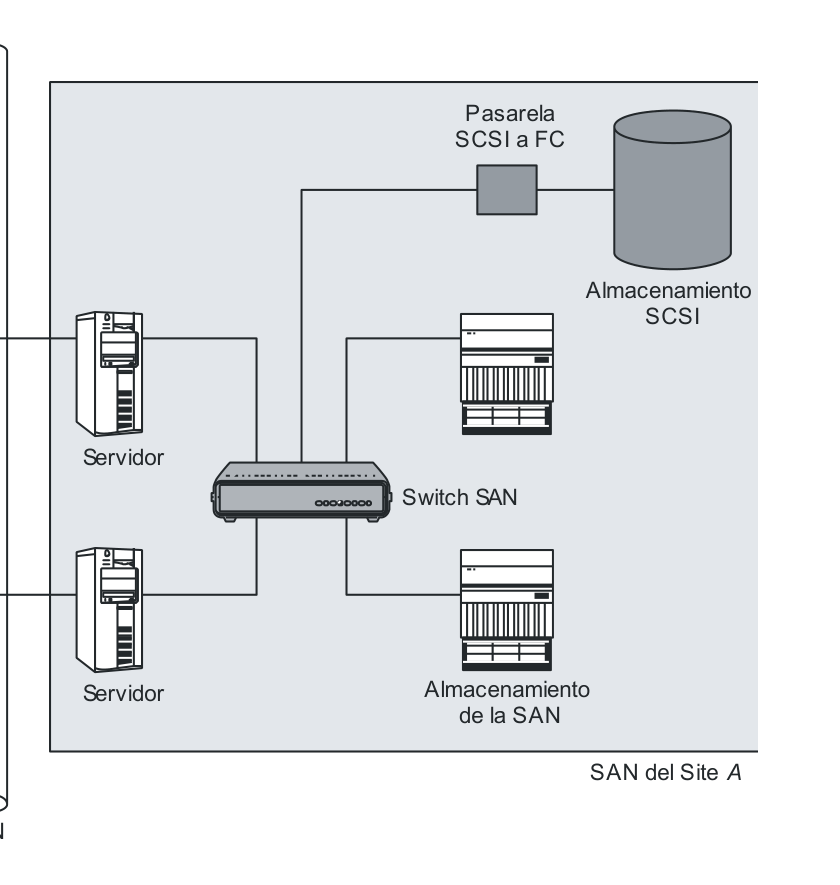 Pasarela
SCSI a FC
Almacenamiento
SCSI
Servidor
Switch SAN
Servidor
Almacenamiento
de la SAN
SAN del Site A